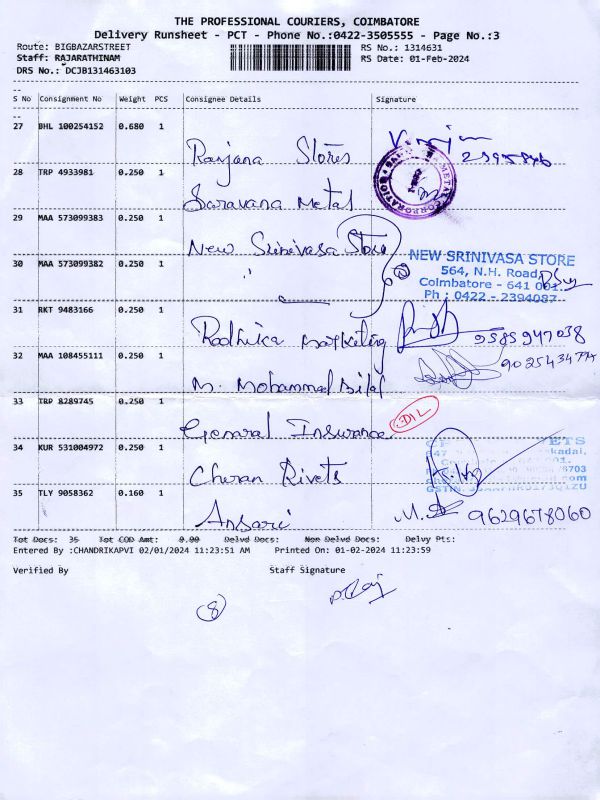 THE PROFESSIONAL COURIERS, COIMBATORE
Delivery Runsheet - PCT - Phone No.:0422-3505555 - Page No.:3
Route: BIGBAZARSTREET RS No.: 1314631
Staff: RAJARATHINAM RS Date: 01-Feb-2024
DRS No.: DCJB131463103
S No Consignment No Weight PCS Consignee Details Signature
27 BHL 100254152 0.680 1
Ranjana Stores
28 TRP 4933981 0.250 1
Saravana Metal
29 MAA 573099383 0.250 1
New Srinivasa Store
30 MAA 573099382 0.250 1
NEW SRINIVASA STORE
564, N.H. Road,
Coimbatore - 641 001.
Ph : 0422 - 2394087
31 RKT 9483166 0.250 1
Radhika Marketing 9585947038
32 MAA 108455111 0.250 1
M. Mohammad Bilal
33 TRP 8289745 0.250 1
General Insurance
34 KUR 531004972 0.250 1
Cheran Rivets
35 TLY 9058362 0.160 1
Ansari 9629678060
Tot Docs: 35 Tot COD Amt: 0.00 Delvd Docs: Non Delvd Docs: Delvy Pts:
Entered By :CHANDRIKAPVI 02/01/2024 11:23:51 AM Printed On: 01-02-2024 11:23:59
Verified By Staff Signature
8